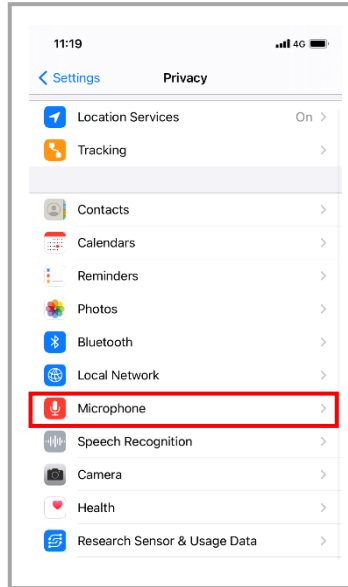 11:19 4G
Settings Privacy
Location Services On
Tracking
Contacts
Calendars
Reminders
Photos
Bluetooth
Local Network
Microphone
Speech Recognition
Camera
Health
Research Sensor & Usage Data